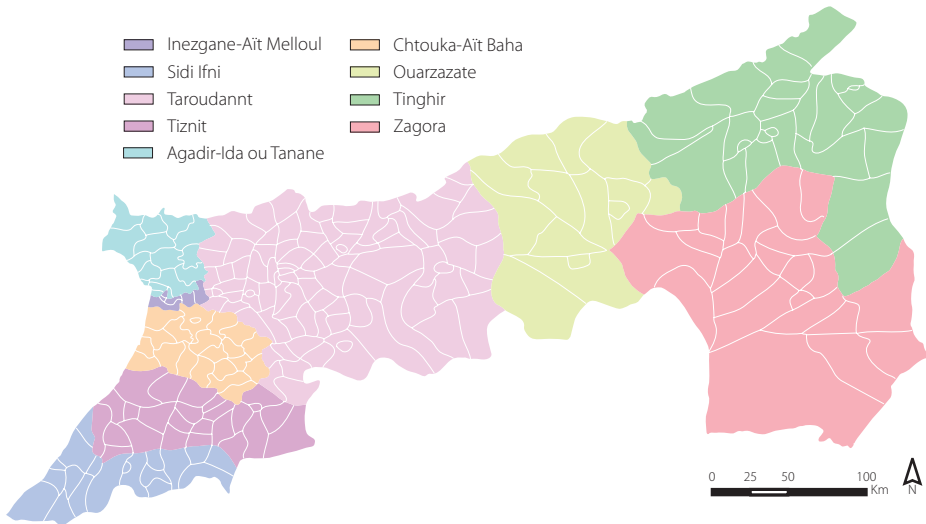 Inezgane-Aït Melloul
Sidi Ifni
Taroudannt
Tiznit
Agadir-Ida ou Tanane
Chtouka-Aït Baha
Ouarzazate
Tinghir
Zagora
0 25 50 100
Km
N